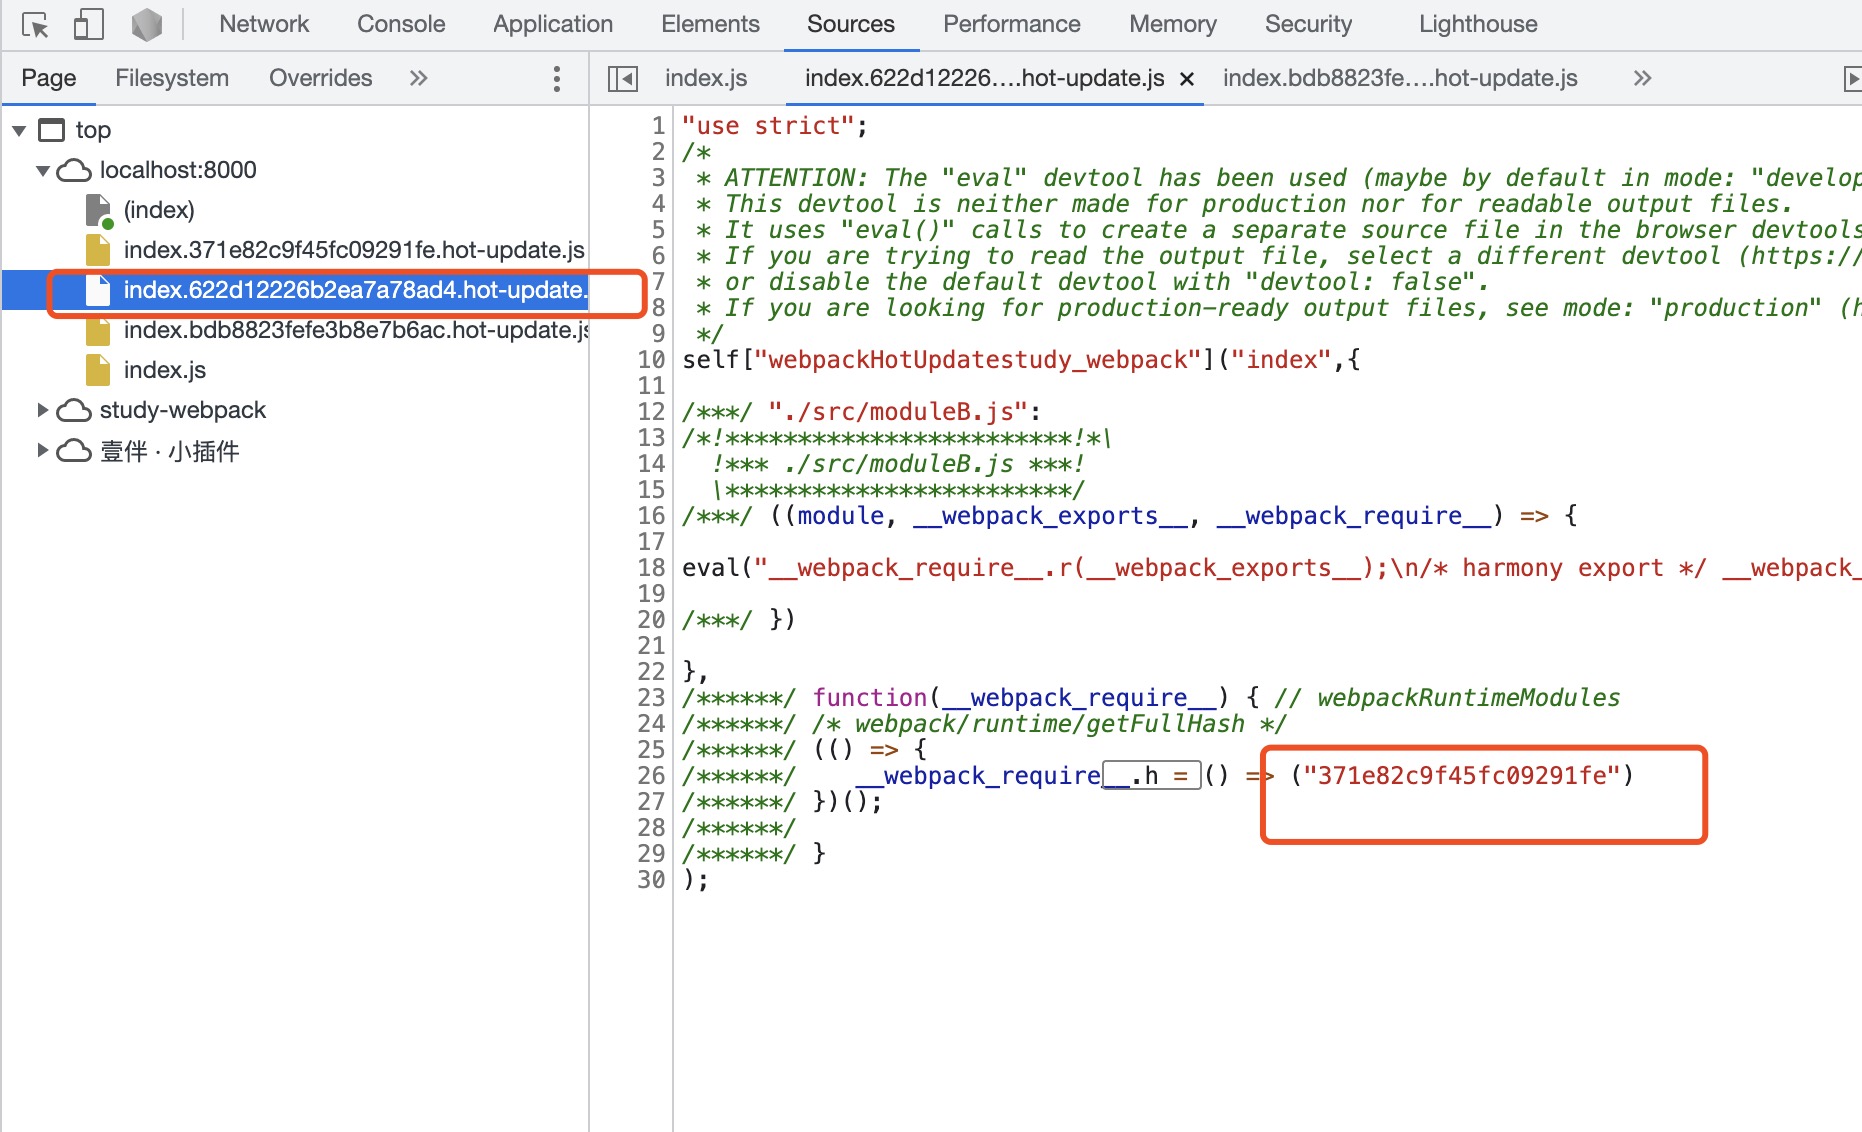 Network Console Application Elements Sources Performance Memory Security Lighthouse
Page Filesystem Overrides »
index.js index.622d12226....hot-update.js × index.bdb8823fe....hot-update.js »
top
localhost:8000
(index)
index.371e82c9f45fc09291fe.hot-update.js
index.622d12226b2ea7a78ad4.hot-update.
index.bdb8823fefe3b8e7b6ac.hot-update.js
index.js
study-webpack
壹伴 · 小插件
1 "use strict";
2 /*
3  * ATTENTION: The "eval" devtool has been used (maybe by default in mode: "develop
4  * This devtool is neither made for production nor for readable output files.
5  * It uses "eval()" calls to create a separate source file in the browser devtools
6  * If you are trying to read the output file, select a different devtool (https://
7  * or disable the default devtool with "devtool: false".
8  * If you are looking for production-ready output files, see mode: "production" (h
9  */
10 self["webpackHotUpdatestudy_webpack"]("index",{
11
12 /***/ "./src/moduleB.js":
13 /*!************************!*\
14   !*** ./src/moduleB.js ***!
15   \************************/
16 /***/ ((module, __webpack_exports__, __webpack_require__) => {
17
18 eval("__webpack_require__.r(__webpack_exports__);\n/* harmony export */ __webpack_
19
20 /***/ })
21
22 },
23 /******/ function(__webpack_require__) { // webpackRuntimeModules
24 /******/ /* webpack/runtime/getFullHash */
25 /******/ (() => {
26 /******/ 	__webpack_require__.h = () => ("371e82c9f45fc09291fe")
27 /******/ })();
28 /******/
29 /******/ }
30 );